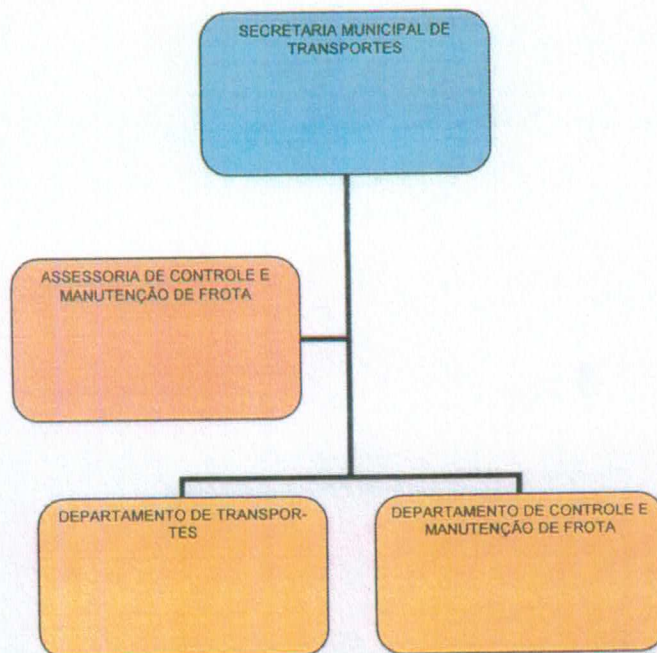 SECRETARIA MUNICIPAL DE
TRANSPORTES
ASSESSORIA DE CONTROLE E
MANUTENÇÃO DE FROTA
DEPARTAMENTO DE TRANSPOR-
TES
DEPARTAMENTO DE CONTROLE E
MANUTENÇÃO DE FROTA